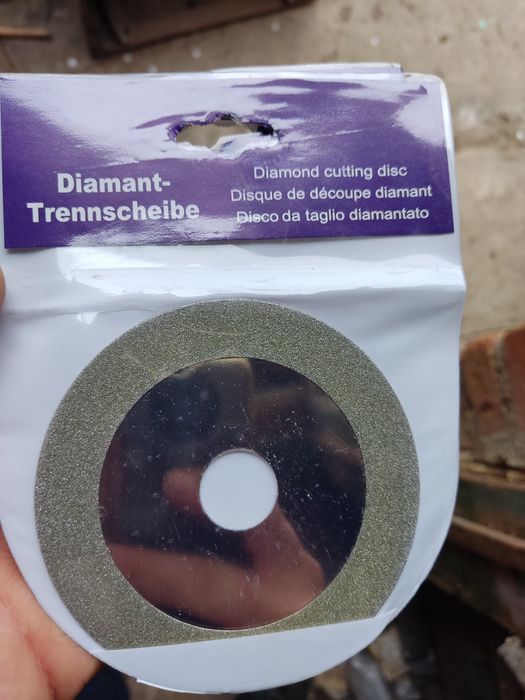 Diamant-
Trennscheibe
Diamond cutting disc
Disque de découpe diamant
Disco da taglio diamantato